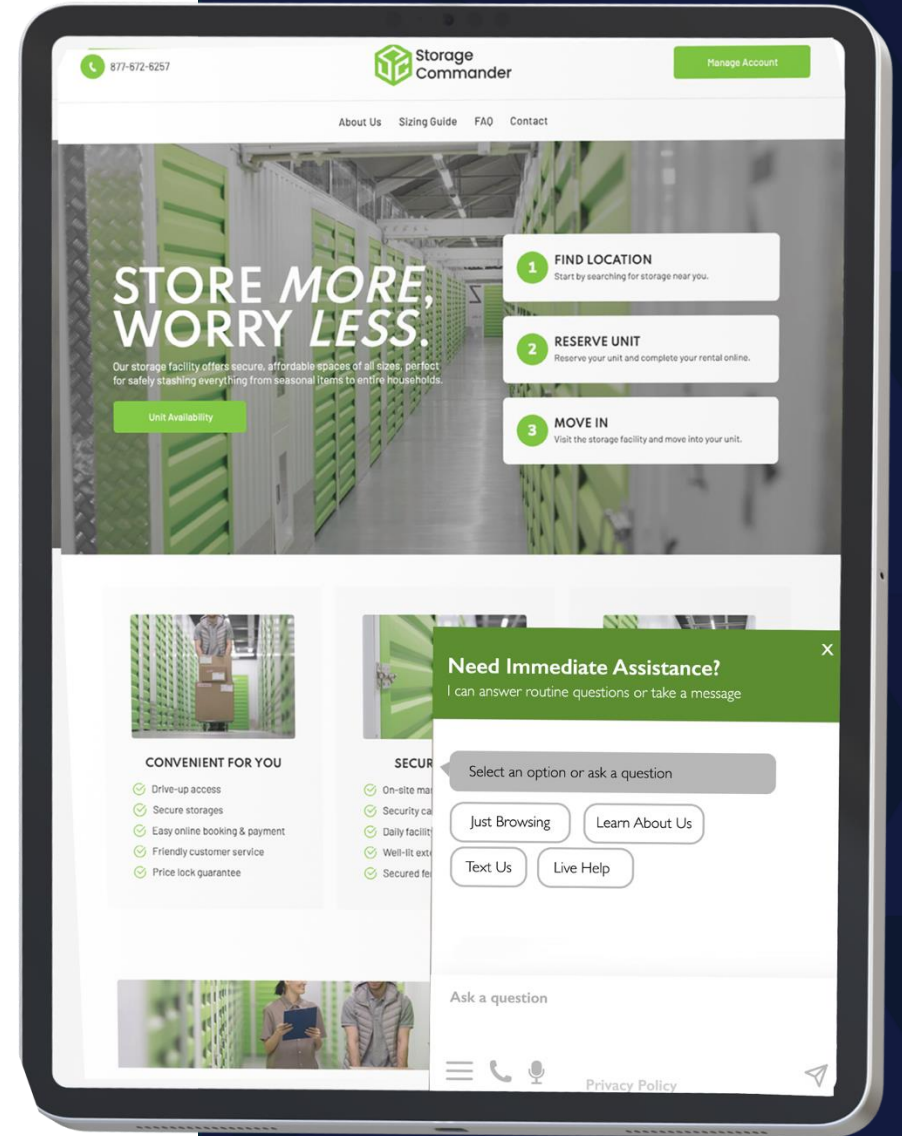 877-672-6257
Storage
Commander
Manage Account
About Us Sizing Guide FAQ Contact
STORE MORE,
WORRY LESS.
Our storage facility offers secure, affordable spaces of all sizes, perfect
for safely stashing everything from seasonal items to entire households.
Unit Availability
1 FIND LOCATION
Start by searching for storage near you.
2 RESERVE UNIT
Reserve your unit and complete your rental online.
3 MOVE IN
Visit the storage facility and move into your unit.
CONVENIENT FOR YOU
Drive-up access
Secure storages
Easy online booking & payment
Friendly customer service
Price lock guarantee
SECUR
On-site ma
Security ca
Daily facilit
Well-lit ext
Secured fe
Need Immediate Assistance?
X
I can answer routine questions or take a message
Select an option or ask a question
Just Browsing
Learn About Us
Text Us
Live Help
Ask a question
Privacy Policy